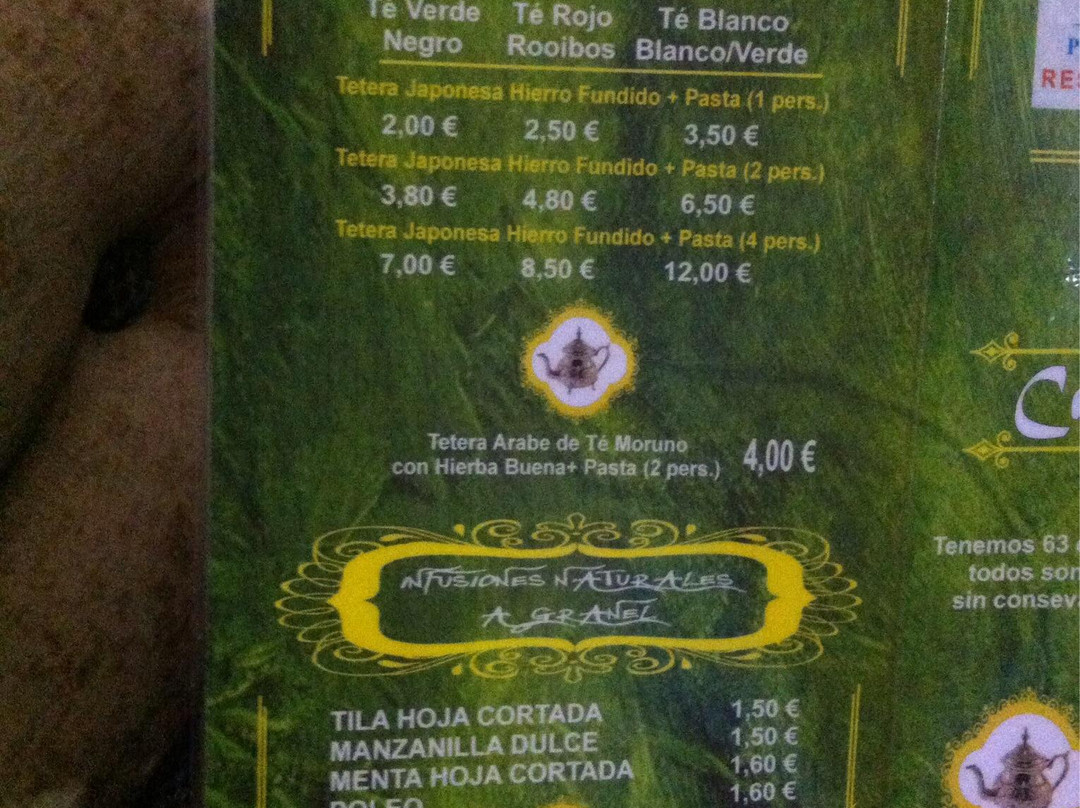 Té Verde Té Rojo Té Blanco
Negro Rooibos Blanco/Verde
Tetera Japonesa Hierro Fundido + Pasta (1 pers.)
2,00 € 2,50 € 3,50 €
Tetera Japonesa Hierro Fundido + Pasta (2 pers.)
3,80 € 4,80 € 6,50 €
Tetera Japonesa Hierro Fundido + Pasta (4 pers.)
7,00 € 8,50 € 12,00 €
Tetera Arabe de Té Moruno
con Hierba Buena+ Pasta (2 pers.) 4,00 €
INFUSIONES NATURALES
A GRANEL
TILA HOJA CORTADA 1,50 €
MANZANILLA DULCE 1,50 €
MENTA HOJA CORTADA 1,60 €
POLEO 1,60 €
Tenemos 63
todos son
sin conserv